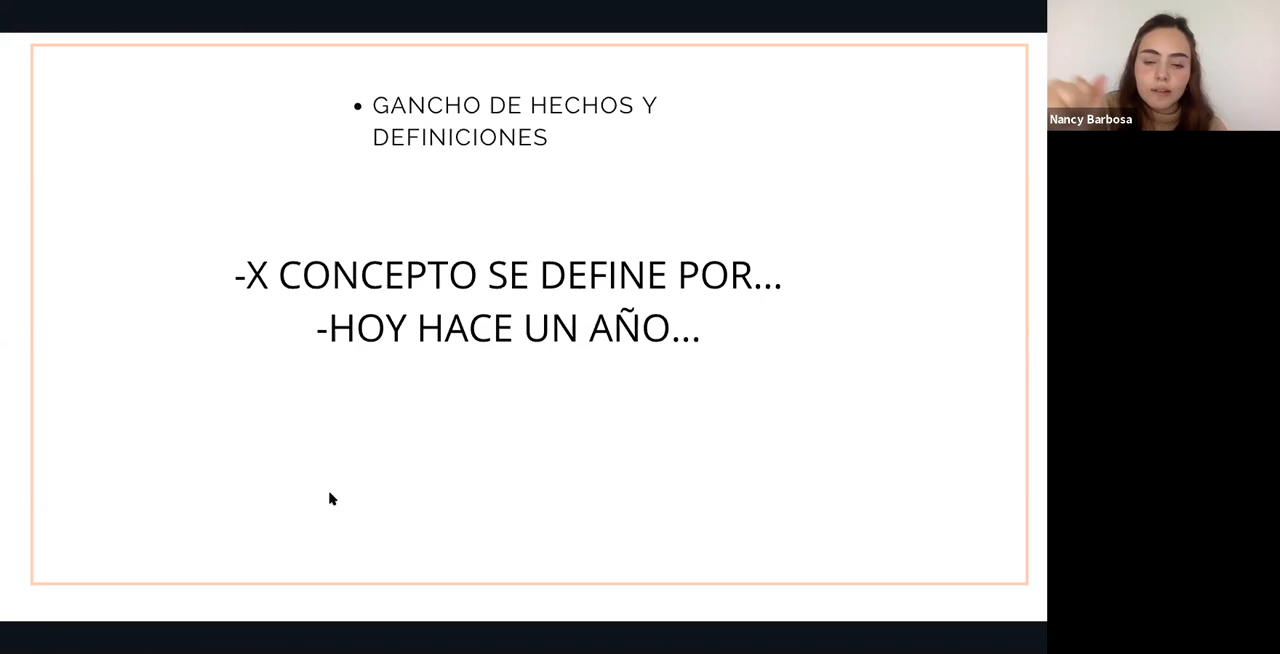 • GANCHO DE HECHOS Y
DEFINICIONES
-X CONCEPTO SE DEFINE POR...
-HOY HACE UN AÑO...
Nancy Barbosa